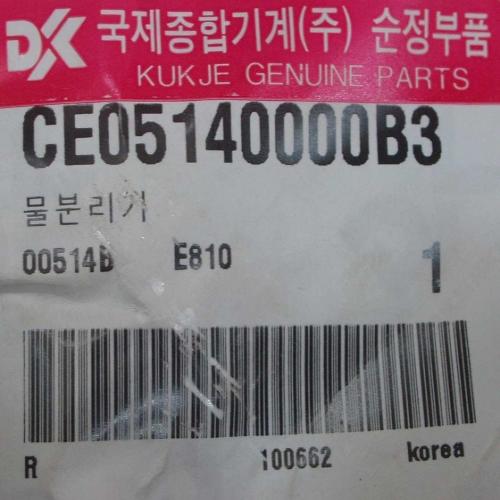 DK 국제종합기계(주) 순정부품
KUKJE GENUINE PARTS
CE05140000B3
물분리기
00514B E810 1
R 100662 korea